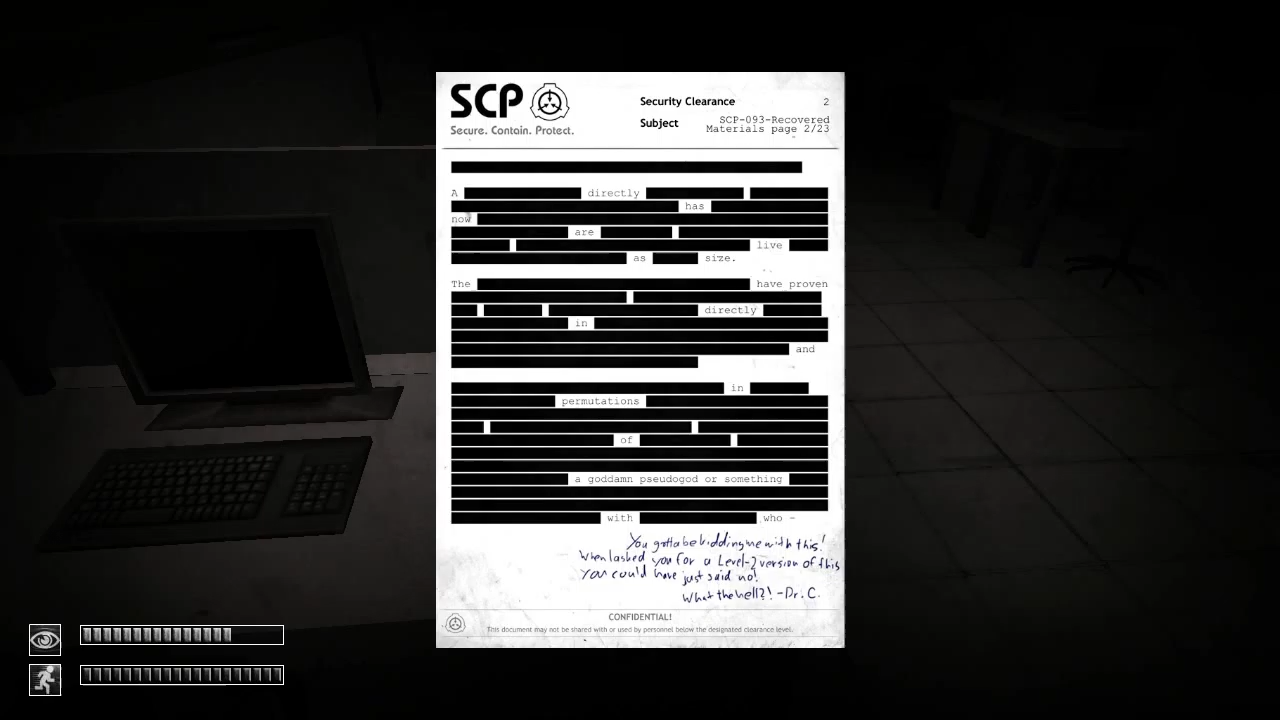 SCP
Secure. Contain. Protect.
Security Clearance 2
Subject SCP-093-Recovered
Materials page 2/23
A directly
has
now
are
live
as size.
The have proven
directly
in
and
in
permutations
of
a goddamn pseudogod or something
with who -
You gotta be kidding me with this!
When I asked you for a Level-2 version of this
you could have just said no!
What the hell?! -Dr. C.
CONFIDENTIAL!
This document may not be shared with or used by personnel below the designated clearance level.